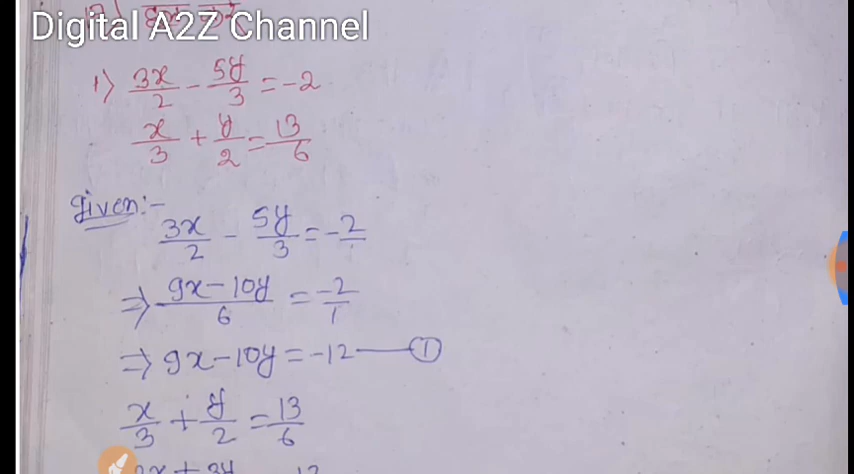 Digital A2Z Channel
1) 3x/2 - 5y/3 = -2
x/3 + y/2 = 13/6
Given:-
3x/2 - 5y/3 = -2/1
⇒ 9x-10y/6 = -2/1
⇒ 9x-10y = -12 — ①
x/3 + y/2 = 13/6